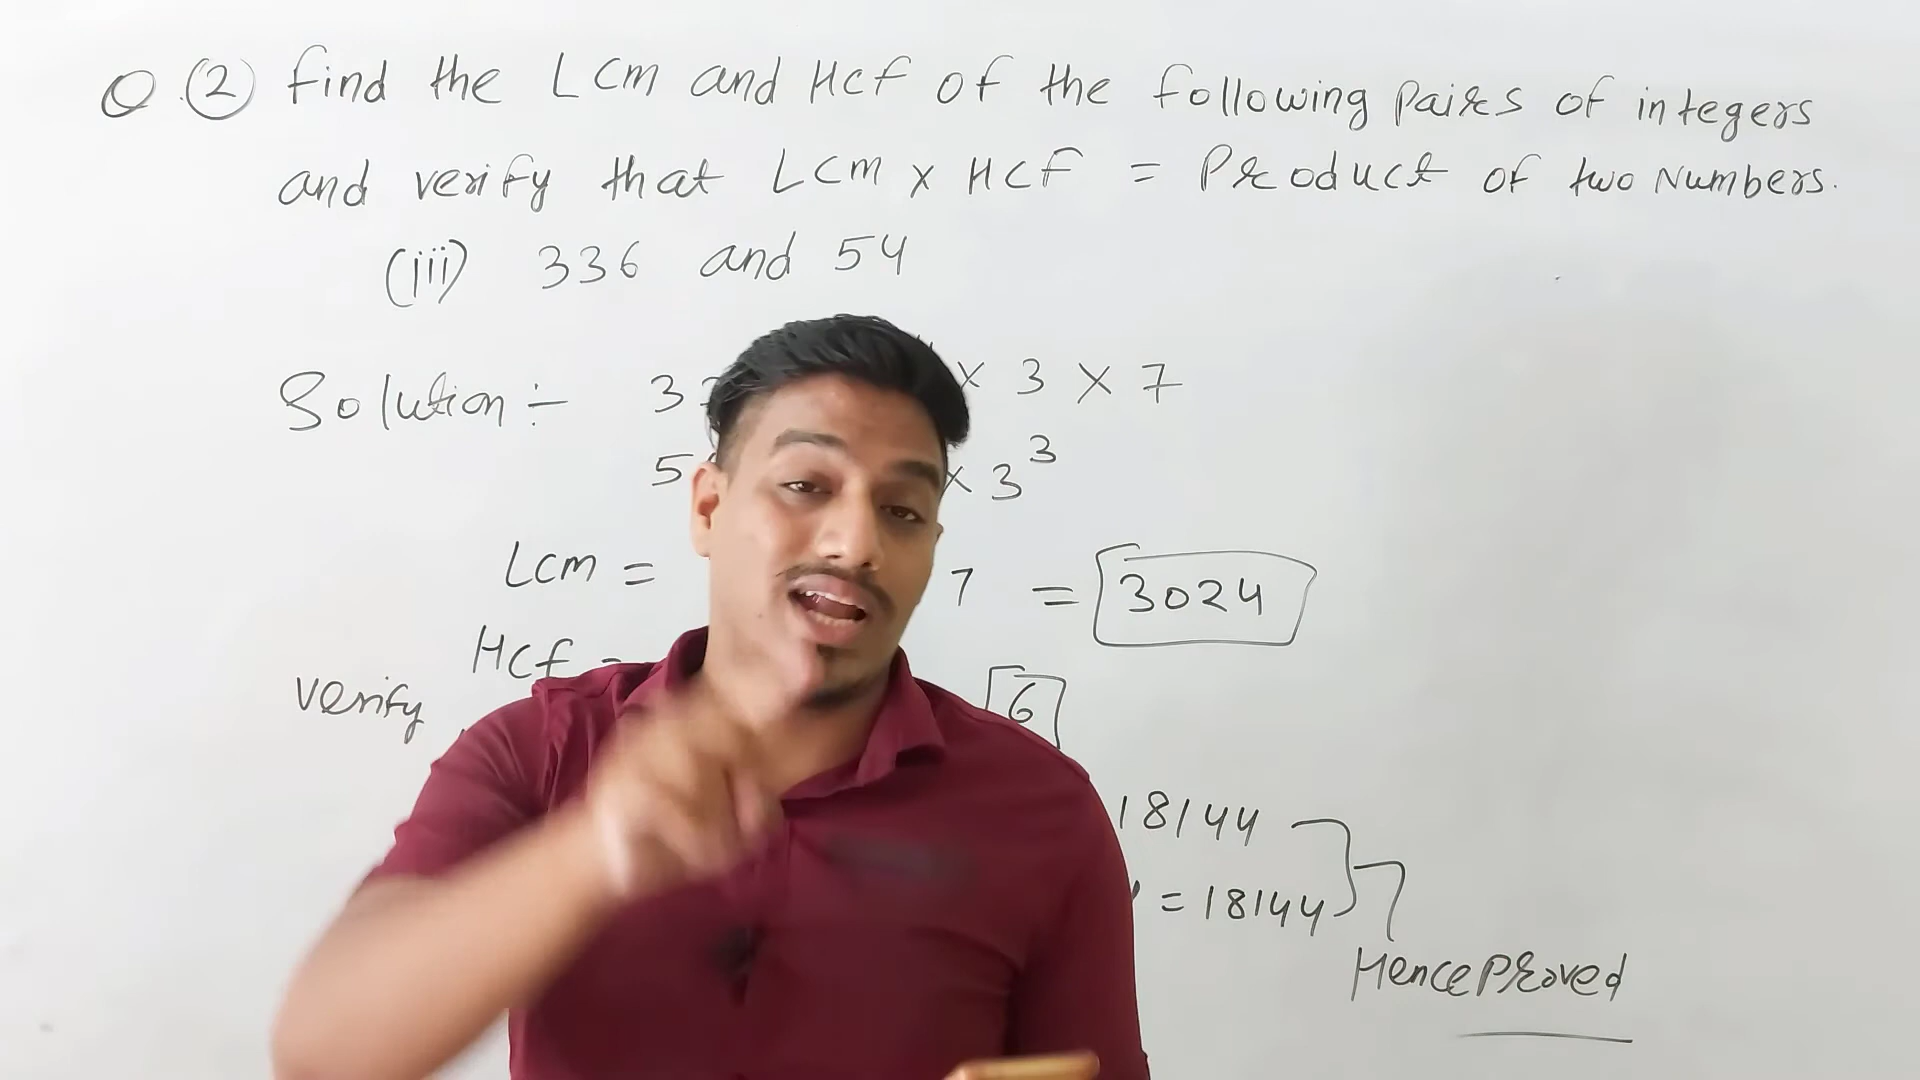 Q.(2) find the LCm and Hcf of the following Pairs of integers
and verify that LCm x HCf = Product of two Numbers.
(iii) 336 and 54
Solution :- 3 x 3 x 7
5 x 3³
Lcm = 7 = 3024
Hcf = 6
verify
18144
= 18144
Hence Proved